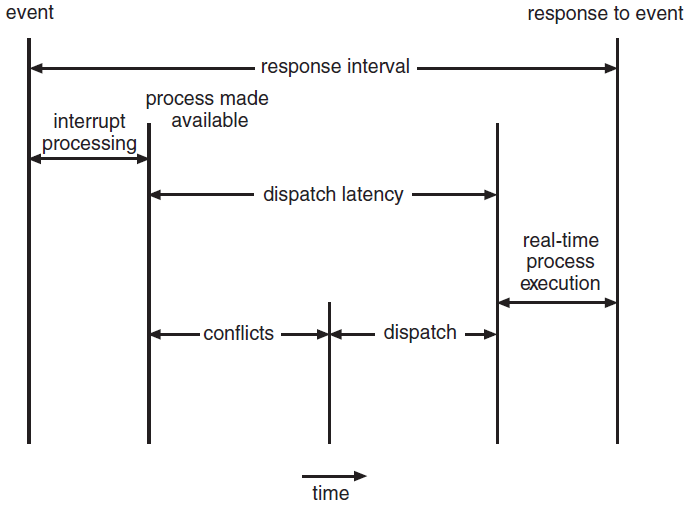 event
response to event
response interval
process made
available
interrupt
processing
dispatch latency
real-time
process
execution
conflicts
dispatch
time